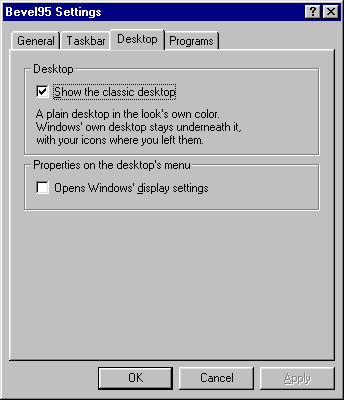 Bevel95 Settings
General Taskbar Desktop Programs
Desktop
Show the classic desktop
A plain desktop in the look's own color.
Windows' own desktop stays underneath it,
with your icons where you left them.
Properties on the desktop's menu
Opens Windows' display settings
OK Cancel Apply